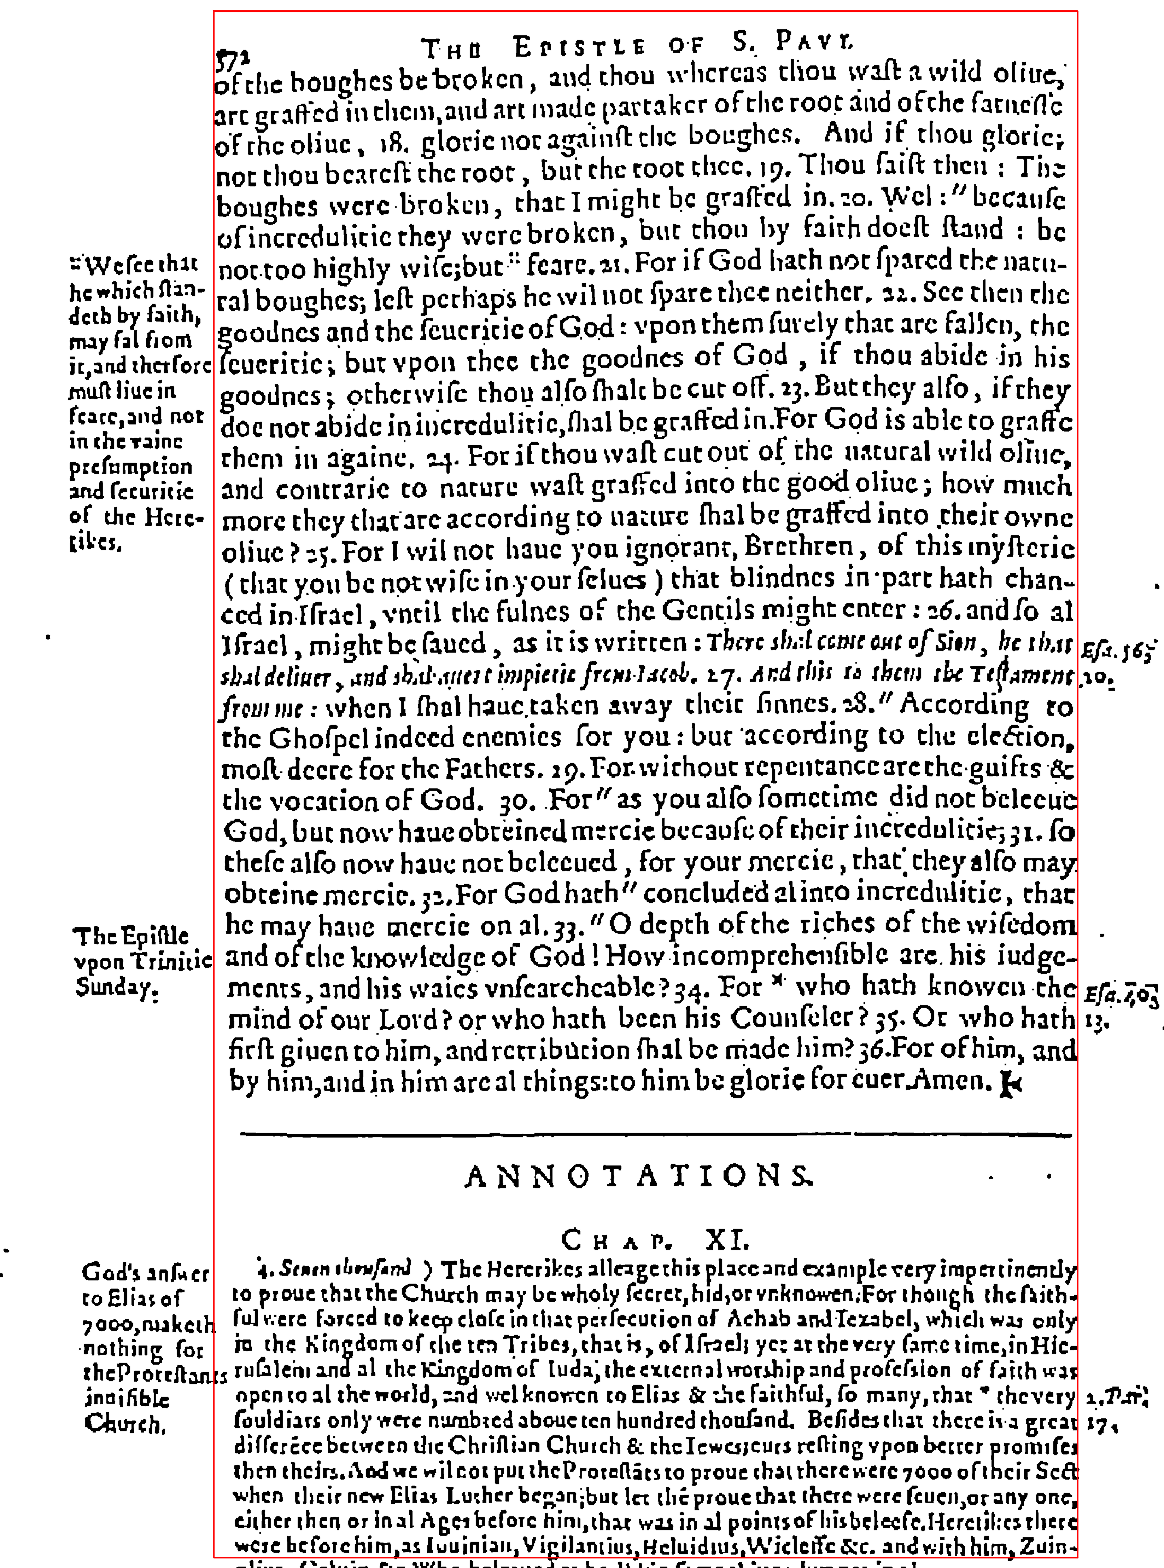 572
THE EPISTLE OF S. PAVL
of the boughes be broken, and thou whereas thou waſt a wild oliue,
art graffed in them, and art made partaker of the root and of the fatneſſe
of the oliue, 18. glorie not againſt the boughes. And if thou glorie;
not thou beareſt the root, but the root thee. 19. Thou ſaiſt then: The
boughes were broken, that I might be graffed in. 20. Wel:" becauſe
of incredulitie they were broken, but thou by faith doeſt ſtand: be
not too highly wiſe; but :: feare. 21. For if God hath not ſpared the natu-
ral boughes; leſt perhaps he wil not ſpare thee neither. 22. See then the
goodnes and the ſeueritie of God: vpon them ſurely that are fallen, the
ſeueritie; but vpon thee the goodnes of God, if thou abide in his
goodnes; otherwiſe thou alſo ſhalt be cut off. 23. But they alſo, if they
doe not abide in incredulitie, ſhal be graffed in. For God is able to graffe
them in againe. 24. For if thou waſt cut out of the natural wild oliue,
and contrarie to nature waſt graffed into the good oliue; how much
more they that are according to nature ſhal be graffed into their owne
oliue? 25. For I wil not haue you ignorant, Brethren, of this myſterie
(that you be not wiſe in your ſelues) that blindnes in part hath chan-
ced in Iſrael, vntil the fulnes of the Gentils might enter: 26. and ſo al
Iſrael, might be ſaued, as it is written: There shal come out of Sion, he that
shal deliuer, and shal auert impietie from Iacob. 27. And this to them the Teſtament
from me: when I ſhal haue taken away their ſinnes. 28." According to
the Ghoſpel indeed enemies for you: but according to the election,
moſt deere for the Fathers. 29. For without repentance are the guifts &
the vocation of God. 30. For" as you alſo ſometime did not beleeue
God, but now haue obteined mercie becauſe of their incredulitie; 31. ſo
theſe alſo now haue not beleeued, for your mercie, that they alſo may
obteine mercie. 32. For God hath" concluded al into incredulitie, that
he may haue mercie on al. 33." O depth of the riches of the wiſedom
and of the knowledge of God! How incomprehenſible are his iudge-
ments, and his waies vnſearcheable? 34. For * who hath knowen the
mind of our Lord? or who hath been his Counſeler? 35. Or who hath
firſt giuen to him, and retribution ſhal be made him? 36. For of him, and
by him, and in him are al things: to him be glorie for euer. Amen.
:: We ſee that
he which ſtan-
deth by faith,
may fal from
it, and therfore
muſt liue in
feare, and not
in the vaine
preſumption
and ſecuritie
of the Here-
tikes.
Eſa.
20.
The Epiſtle
vpon Trinitie
Sunday.
Eſa. 40,
13.
ANNOTATIONS.
CHAP. XI.
4. Seuen thouſand) The Heretikes alleage this place and example very impertinently
to proue that the Church may be wholy ſecret, hid, or vnknowen. For though the faith-
ful were forced to keep cloſe in that perſecution of Achab and Iezabel, which was only
in the Kingdom of the ten Tribes, that is, of Iſrael; yet at the very ſame time, in Hie-
ruſalem and al the Kingdom of Iuda, the external worſhip and profeſsion of faith was
open to al the world, and wel knowen to Elias & the faithful, ſo many, that * the very
ſouldiars only were numbred aboue ten hundred thouſand. Beſides that there is a great
differēce between the Chriſtian Church & the Iewes, ours reſting vpon better promiſes
then theirs. And we wil not put the Proteſtāts to proue that there were 7000 of their Sect
when their new Elias Luther began; but let thē proue that there were ſeuen, or any one,
either then or in al Ages before him, that was in al points of his beleefe. Heretikes there
were before him, as Iouinian, Vigilantius, Heluidius, Wicleffe &c. and with him, Zuin-
God's anſwer
to Elias of
7000, maketh
nothing for
the Proteſtants
inuiſible
Church.
2. Par.
17.